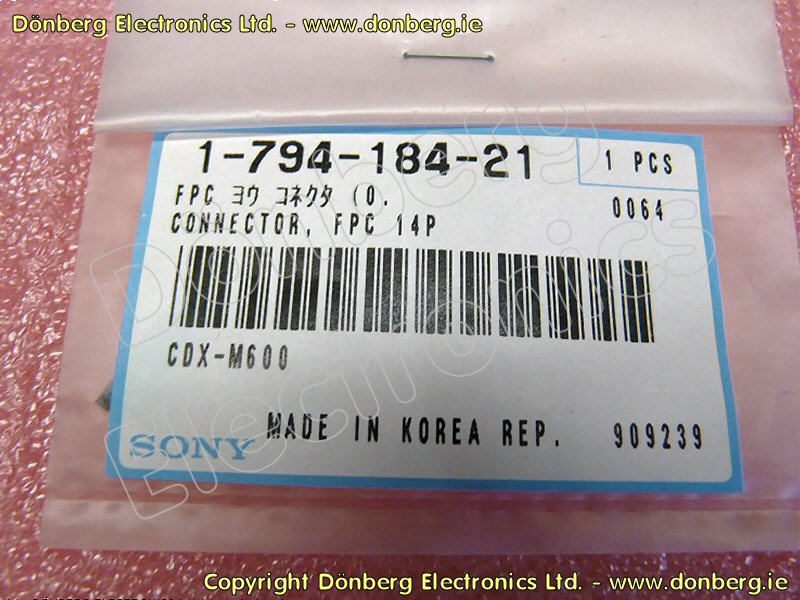 Dönberg Electronics Ltd. - www.donberg.ie
1-794-184-21
1 PCS
FPC ヨウ コネクタ (0.
0064
CONNECTOR, FPC 14P
CDX-M600
MADE IN KOREA REP. 909239
SONY
Dönberg
Electronics
Copyright Dönberg Electronics Ltd. - www.donberg.ie